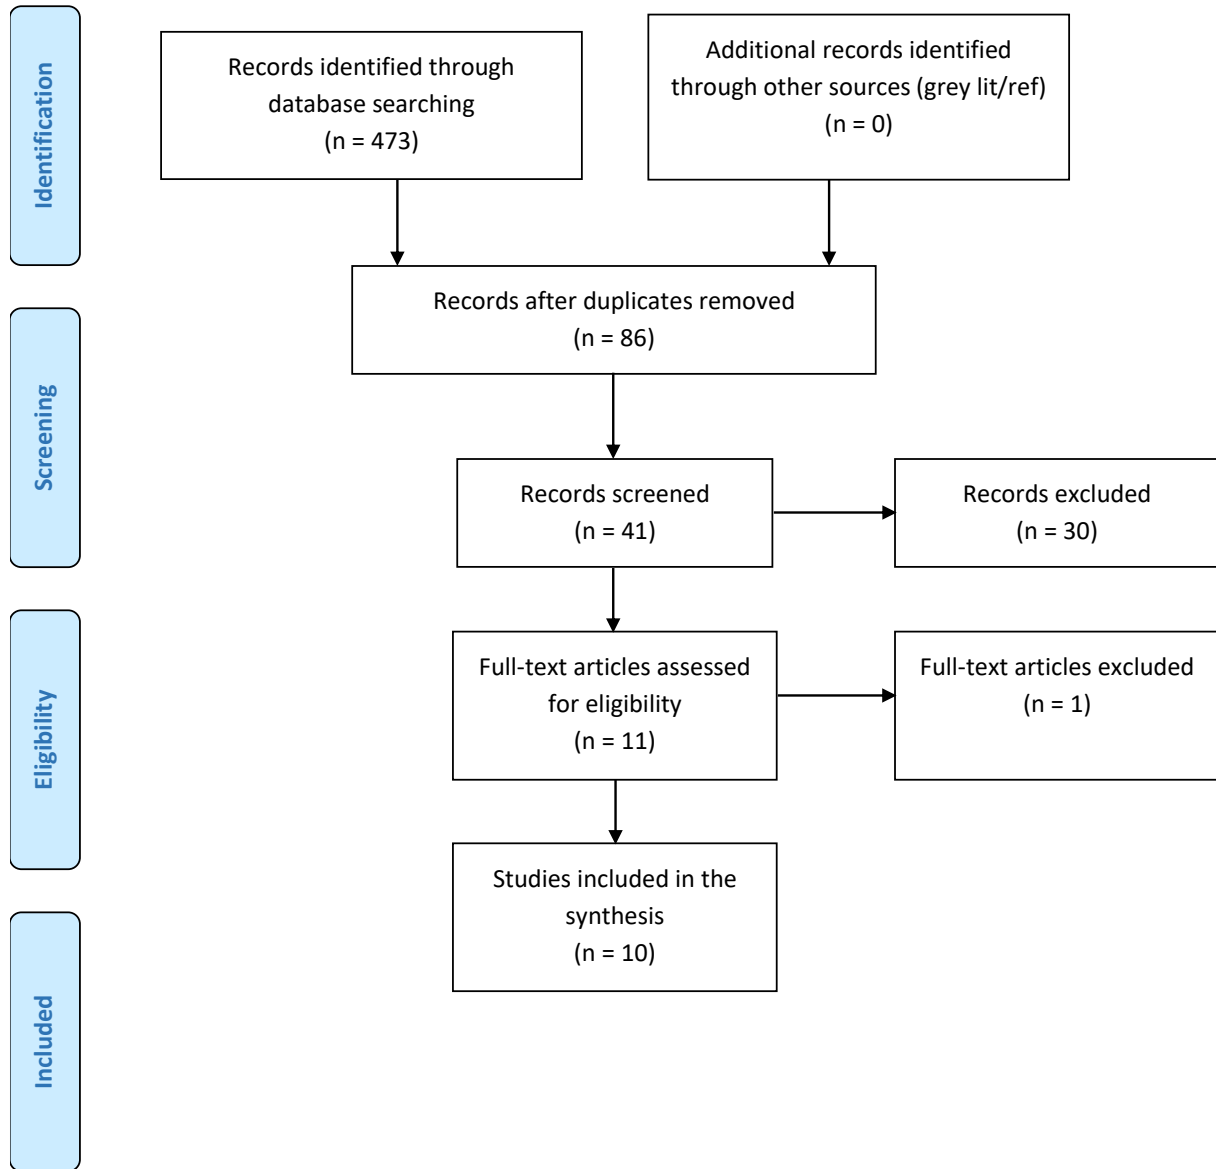 Identification
Records identified through
database searching
(n = 473)
Additional records identified
through other sources (grey lit/ref)
(n = 0)
Records after duplicates removed
(n = 86)
Screening
Records screened
(n = 41)
Records excluded
(n = 30)
Eligibility
Full-text articles assessed
for eligibility
(n = 11)
Full-text articles excluded
(n = 1)
Studies included in the
synthesis
(n = 10)
Included